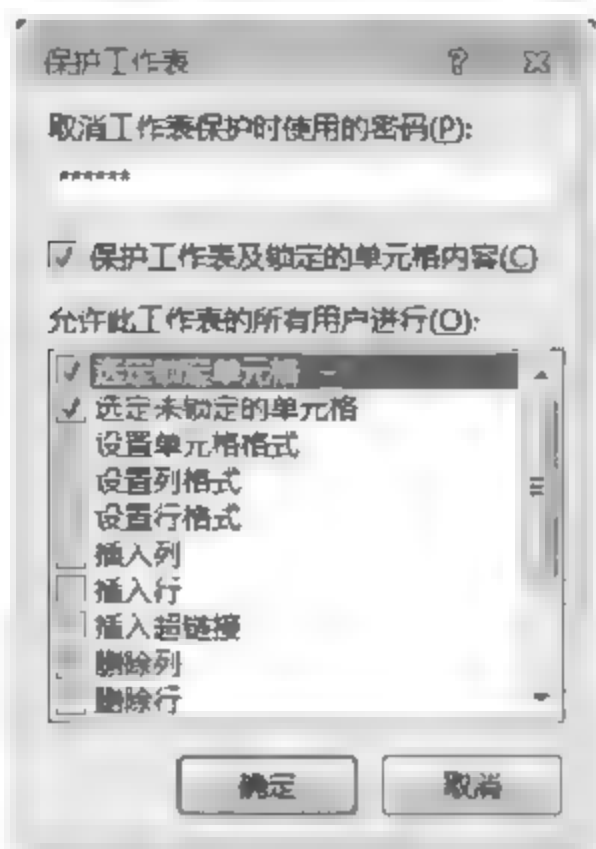 保护工作表
取消工作表保护时使用的密码(P):
******
保护工作表及锁定的单元格内容(C)
允许此工作表的所有用户进行(O):
选定锁定单元格
选定未锁定的单元格
设置单元格格式
设置列格式
设置行格式
插入列
插入行
插入超链接
删除列
删除行
确定
取消